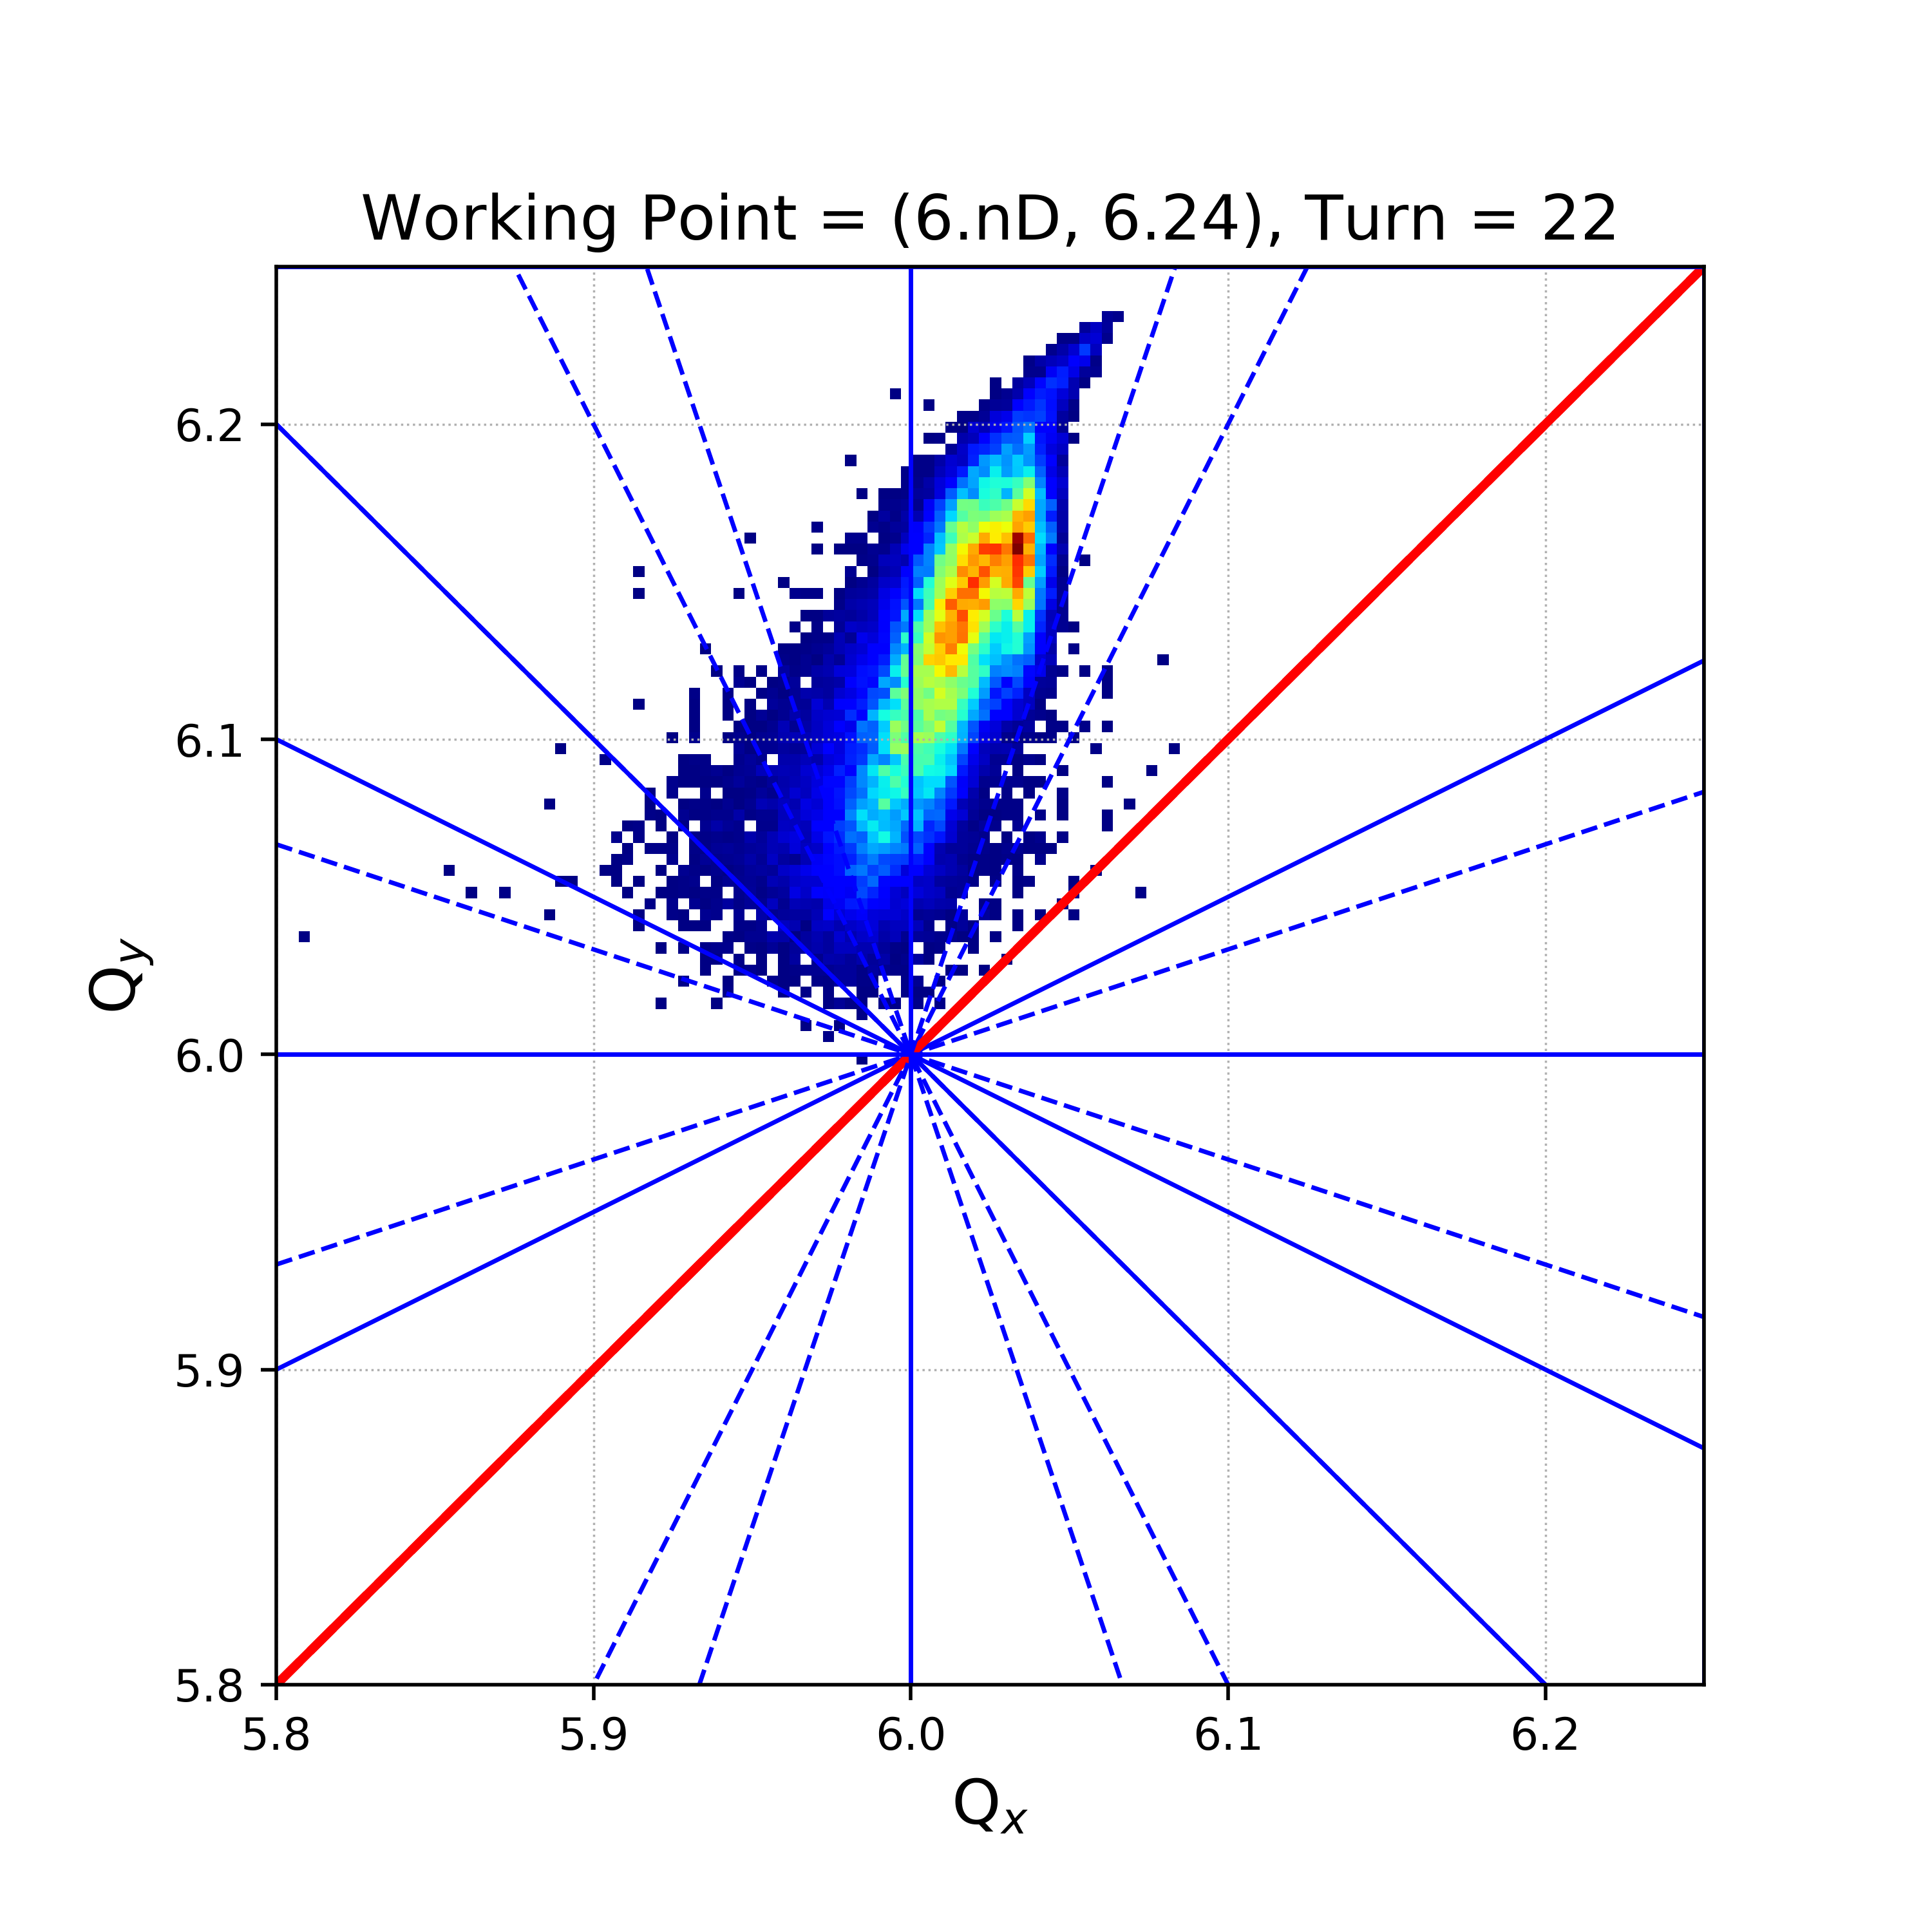 Working Point = (6.nD, 6.24), Turn = 22
6.2
6.1
6.0
5.9
5.8
Qy
5.8 5.9 6.0 6.1 6.2
Qx